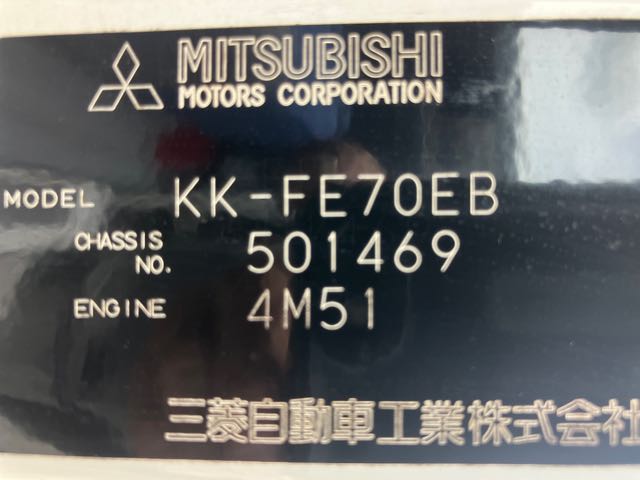 MITSUBISHI
MOTORS CORPORATION
MODEL KK-FE70EB
CHASSIS NO. 501469
ENGINE 4M51
三菱自動車工業株式会社